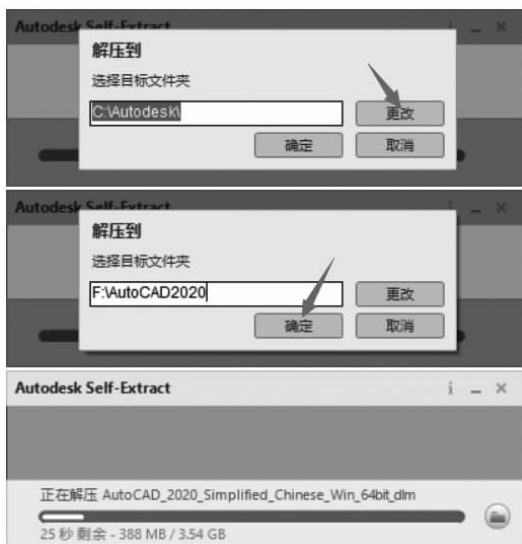 Autodesk Self-Extract
解压到
选择目标文件夹
C:\Autodesk\ 更改
确定 取消
Autodesk Self-Extract
解压到
选择目标文件夹
F:\AutoCAD2020 更改
确定 取消
Autodesk Self-Extract
正在解压 AutoCAD_2020_Simplified_Chinese_Win_64bit_dlm
25 秒 剩余 - 388 MB / 3.54 GB